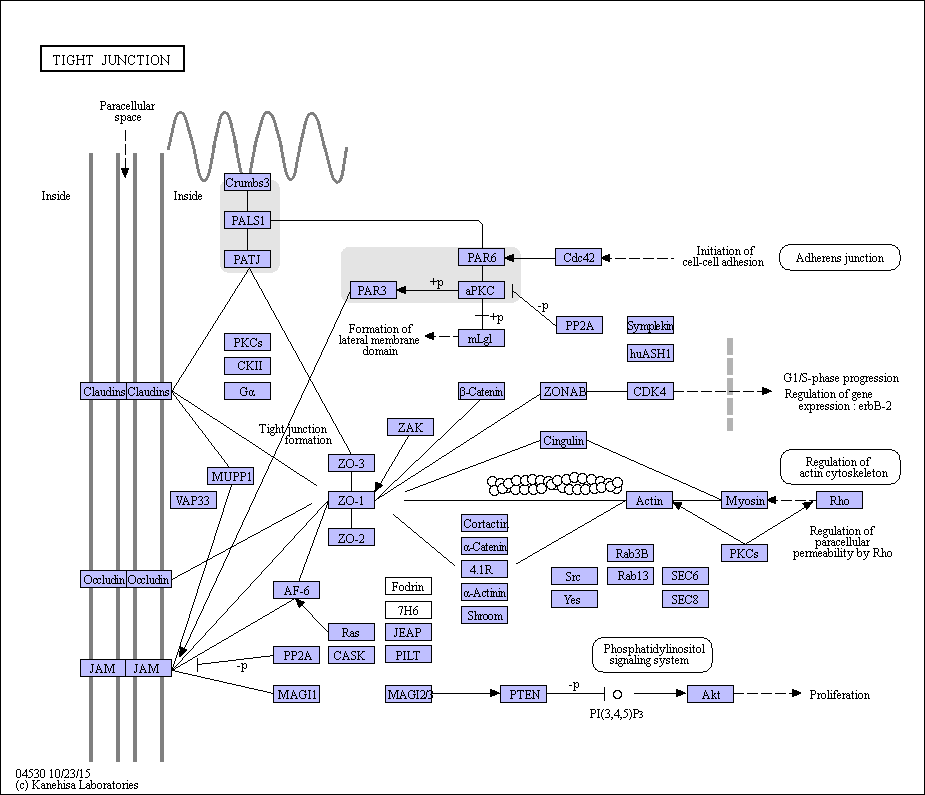 TIGHT JUNCTION
Paracellular
space
Inside
Inside
Crumbs3
PALS1
PATJ
PAR6
Cdc42
Initiation of
cell-cell adhesion
Adherens junction
PAR3
+p
aPKC
-p
PP2A
+p
mLgl
Formation of
lateral membrane
domain
Symplekin
huASH1
PKCs
CKII
Gα
Claudins
Claudins
β-Catenin
ZONAB
CDK4
G1/S-phase progression
Regulation of gene
expression : erbB-2
Tight junction
formation
ZAK
Cingulin
ZO-3
MUPP1
VAP33
ZO-1
ZO-2
Actin
Myosin
Rho
Regulation of
actin cytoskeleton
Regulation of
paracellular
permeability by Rho
PKCs
Cortactin
α-Catenin
4.1R
α-Actinin
Shroom
Rab3B
Src
Rab13
SEC6
Yes
SEC8
Occludin
Occludin
AF-6
Fodrin
7H6
JEAP
PILT
Ras
CASK
PP2A
-p
JAM
JAM
MAGI1
MAGI2/3
PTEN
-p
PI(3,4,5)P3
Akt
Proliferation
Phosphatidylinositol
signaling system
04530 10/23/15
(c) Kanehisa Laboratories